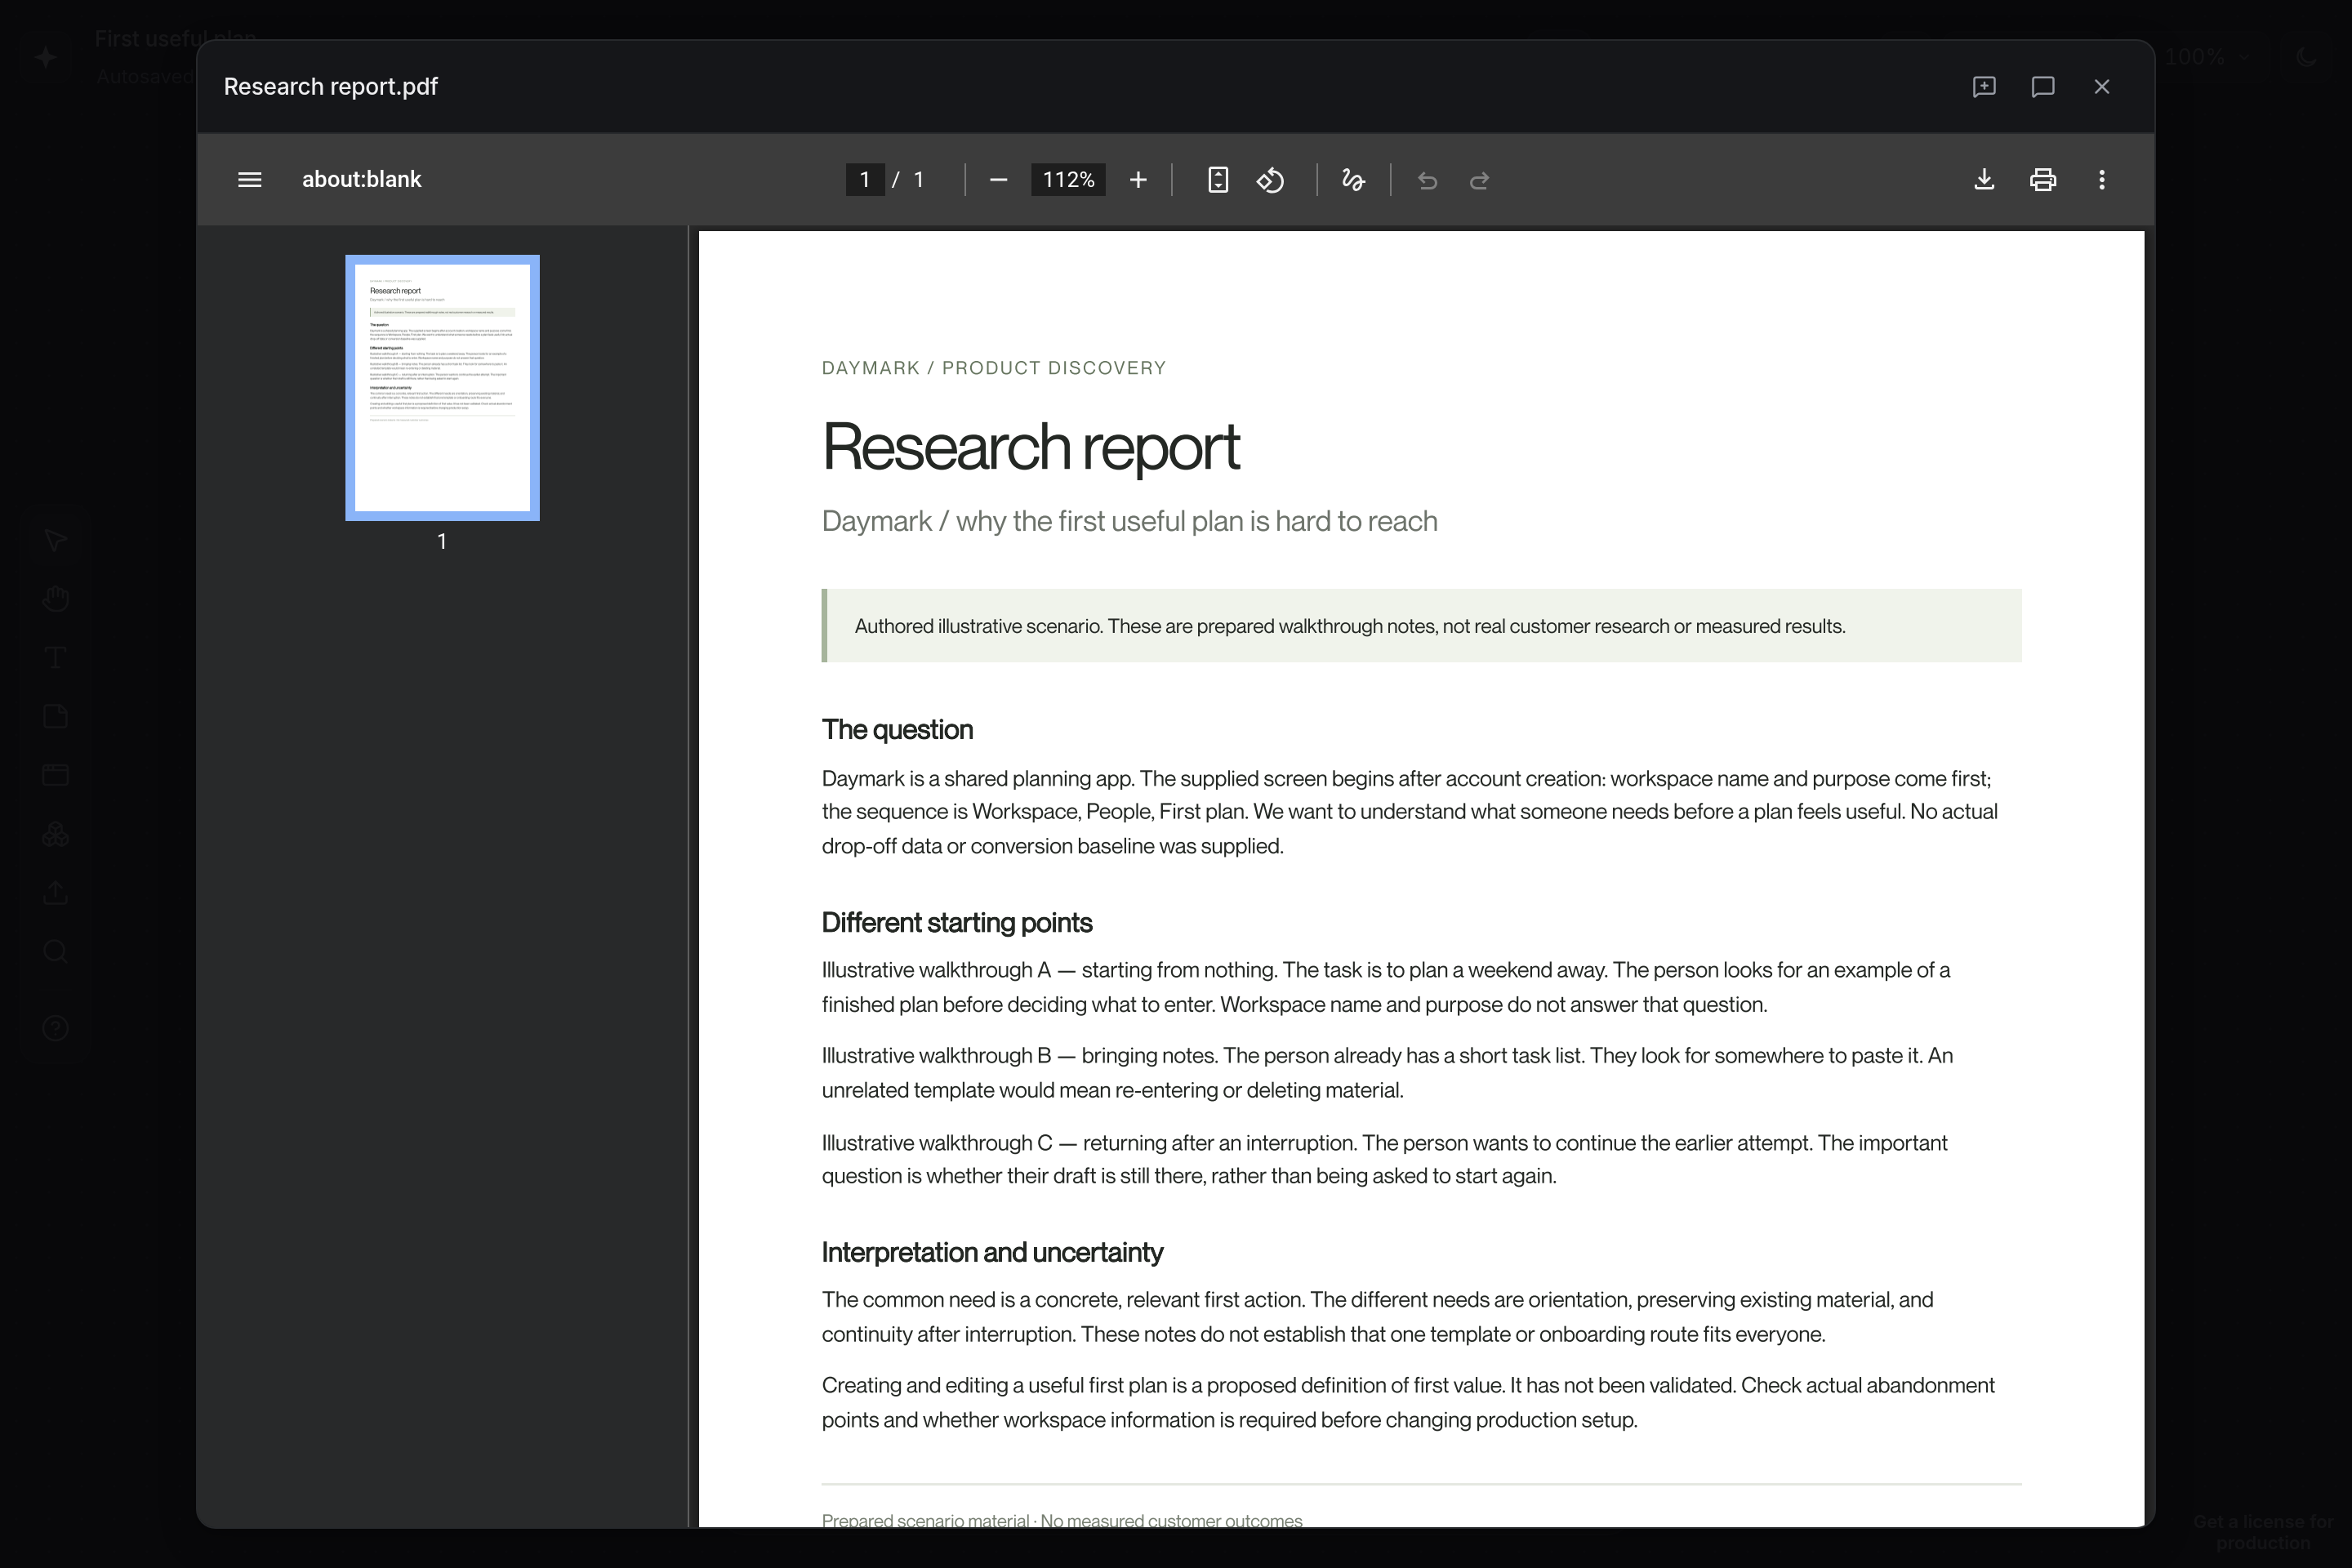 First useful plan
Autosaved
100%
Research report.pdf
about:blank
1 / 1
112%
1
Research report
DAYMARK / PRODUCT DISCOVERY
Research report
Daymark / why the first useful plan is hard to reach
Authored illustrative scenario. These are prepared walkthrough notes, not real customer research or measured results.
The question
Daymark is a shared planning app. The supplied screen begins after account creation: workspace name and purpose come first;
the sequence is Workspace, People, First plan. We want to understand what someone needs before a plan feels useful. No actual
drop-off data or conversion baseline was supplied.
Different starting points
Illustrative walkthrough A — starting from nothing. The task is to plan a weekend away. The person looks for an example of a
finished plan before deciding what to enter. Workspace name and purpose do not answer that question.
Illustrative walkthrough B — bringing notes. The person already has a short task list. They look for somewhere to paste it. An
unrelated template would mean re-entering or deleting material.
Illustrative walkthrough C — returning after an interruption. The person wants to continue the earlier attempt. The important
question is whether their draft is still there, rather than being asked to start again.
Interpretation and uncertainty
The common need is a concrete, relevant first action. The different needs are orientation, preserving existing material, and
continuity after interruption. These notes do not establish that one template or onboarding route fits everyone.
Creating and editing a useful first plan is a proposed definition of first value. It has not been validated. Check actual abandonment
points and whether workspace information is required before changing production setup.
Prepared scenario material · No measured customer outcomes
Get a license for
production